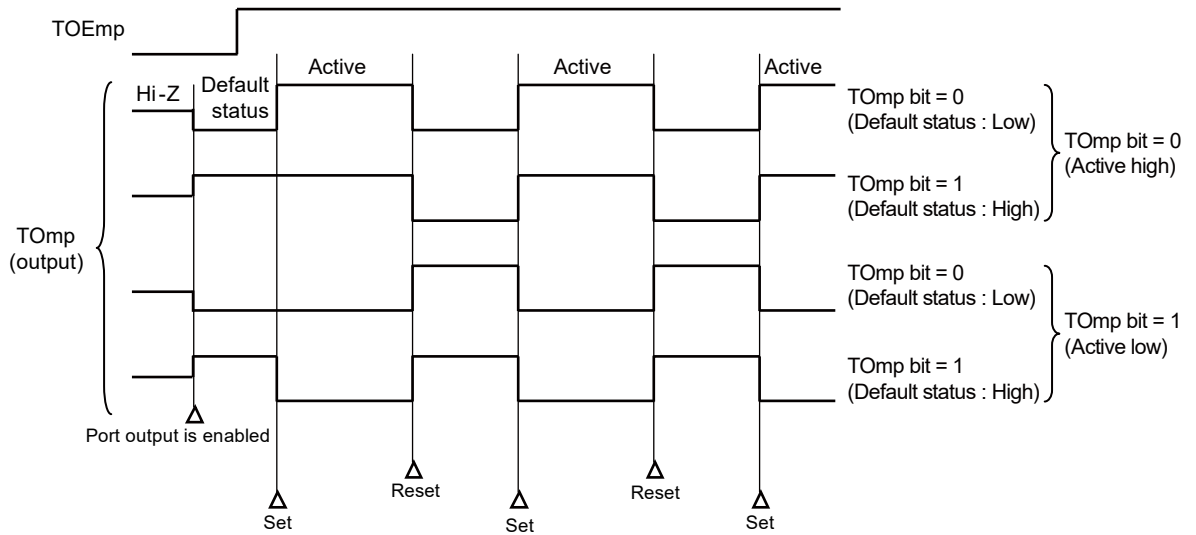 TOEmp
Active
Active
Active
Hi-Z
Default
status
TOmp bit = 0
(Default status : Low)
TOmp bit = 0
(Active high)
TOmp bit = 1
(Default status : High)
TOmp
(output)
TOmp bit = 0
(Default status : Low)
TOmp bit = 1
(Active low)
TOmp bit = 1
(Default status : High)
Port output is enabled
Reset
Reset
Set
Set
Set